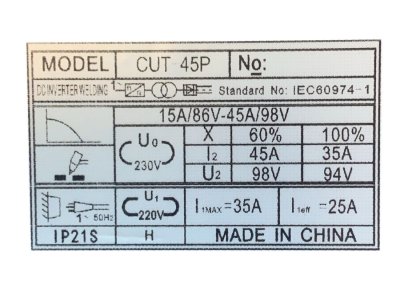 MODEL CUT-45P No:
DC INVERTER WELDING 1~ Standard No: IEC60974-1
15A/86V-45A/98V
U0 230V X 60% 100%
I2 45A 35A
U2 98V 94V
1~ 50Hz U1 220V I1MAX=35A I1eff=25A
IP21S H MADE IN CHINA